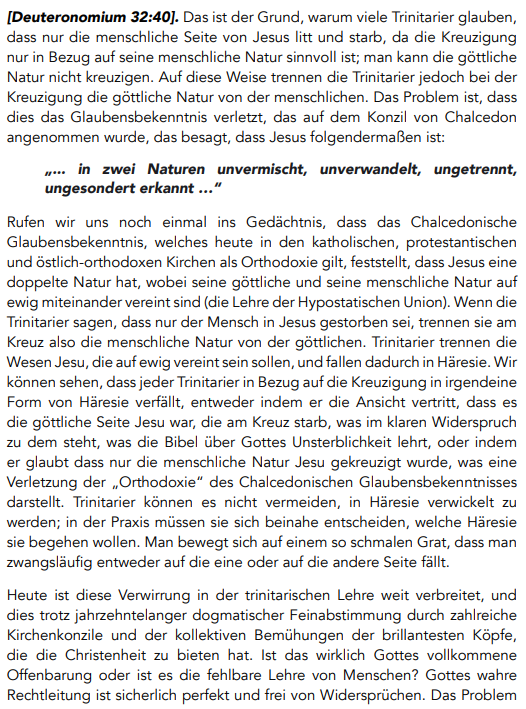 [Deuteronomium 32:40]. Das ist der Grund, warum viele Trinitarier glauben,
dass nur die menschliche Seite von Jesus litt und starb, da die Kreuzigung
nur in Bezug auf seine menschliche Natur sinnvoll ist; man kann die göttliche
Natur nicht kreuzigen. Auf diese Weise trennen die Trinitarier jedoch bei der
Kreuzigung die göttliche Natur von der menschlichen. Das Problem ist, dass
dies das Glaubensbekenntnis verletzt, das auf dem Konzil von Chalcedon
angenommen wurde, das besagt, dass Jesus folgendermaßen ist:
„... in zwei Naturen unvermischt, unverwandelt, ungetrennt,
ungesondert erkannt …“
Rufen wir uns noch einmal ins Gedächtnis, dass das Chalcedonische
Glaubensbekenntnis, welches heute in den katholischen, protestantischen
und östlich-orthodoxen Kirchen als Orthodoxie gilt, feststellt, dass Jesus eine
doppelte Natur hat, wobei seine göttliche und seine menschliche Natur auf
ewig miteinander vereint sind (die Lehre der Hypostatischen Union). Wenn die
Trinitarier sagen, dass nur der Mensch in Jesus gestorben sei, trennen sie am
Kreuz also die menschliche Natur von der göttlichen. Trinitarier trennen die
Wesen Jesu, die auf ewig vereint sein sollen, und fallen dadurch in Häresie. Wir
können sehen, dass jeder Trinitarier in Bezug auf die Kreuzigung in irgendeine
Form von Häresie verfällt, entweder indem er die Ansicht vertritt, dass es
die göttliche Seite Jesu war, die am Kreuz starb, was im klaren Widerspruch
zu dem steht, was die Bibel über Gottes Unsterblichkeit lehrt, oder indem
er glaubt dass nur die menschliche Natur Jesu gekreuzigt wurde, was eine
Verletzung der „Orthodoxie“ des Chalcedonischen Glaubensbekenntnisses
darstellt. Trinitarier können es nicht vermeiden, in Häresie verwickelt zu
werden; in der Praxis müssen sie sich beinahe entscheiden, welche Häresie
sie begehen wollen. Man bewegt sich auf einem so schmalen Grat, dass man
zwangsläufig entweder auf die eine oder auf die andere Seite fällt.
Heute ist diese Verwirrung in der trinitarischen Lehre weit verbreitet, und
dies trotz jahrzehntelanger dogmatischer Feinabstimmung durch zahlreiche
Kirchenkonzile und der kollektiven Bemühungen der brillantesten Köpfe,
die die Christenheit zu bieten hat. Ist das wirklich Gottes vollkommene
Offenbarung oder ist es die fehlbare Lehre von Menschen? Gottes wahre
Rechtleitung ist sicherlich perfekt und frei von Widersprüchen. Das Problem